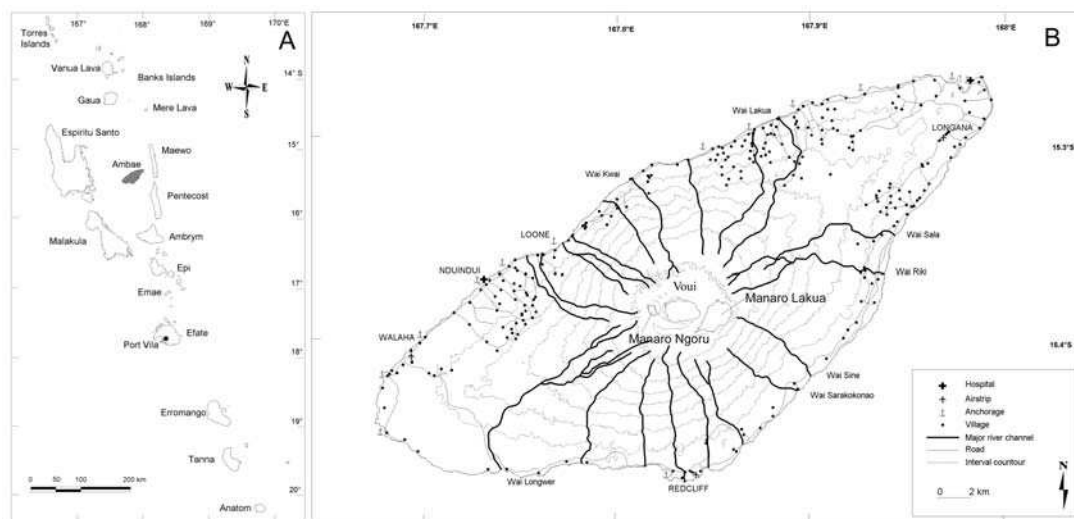 167°
168°
169°
170°E
A
Torres
Islands
Vanua Lava
Banks Islands
N
W E
S
14°S
Gaua
Mere Lava
Espiritu Santo
15°
Ambae
Maewo
Pentecost
16°
Malakula
Ambrym
Epi
17°
Emae
Efate
Port Vila
18°
Erromango
19°
Tanna
0 50 100 200 km
20°
Anatom
167.7°E
167.8°E
167.9°E
168°E
B
Wai Lakua
LONGANA
15.3°S
Wai Kwai
LOONE
Wai Sala
NDUINDUI
Wai Riki
Voui
Manaro Lakua
WALAHA
Manaro Ngoru
15.4°S
Wai Sine
Wai Sarakokonao
Wai Longwer
REDCLIFF
Hospital
Airstrip
Anchorage
Village
Major river channel
Road
Interval countour
N
0 2 km